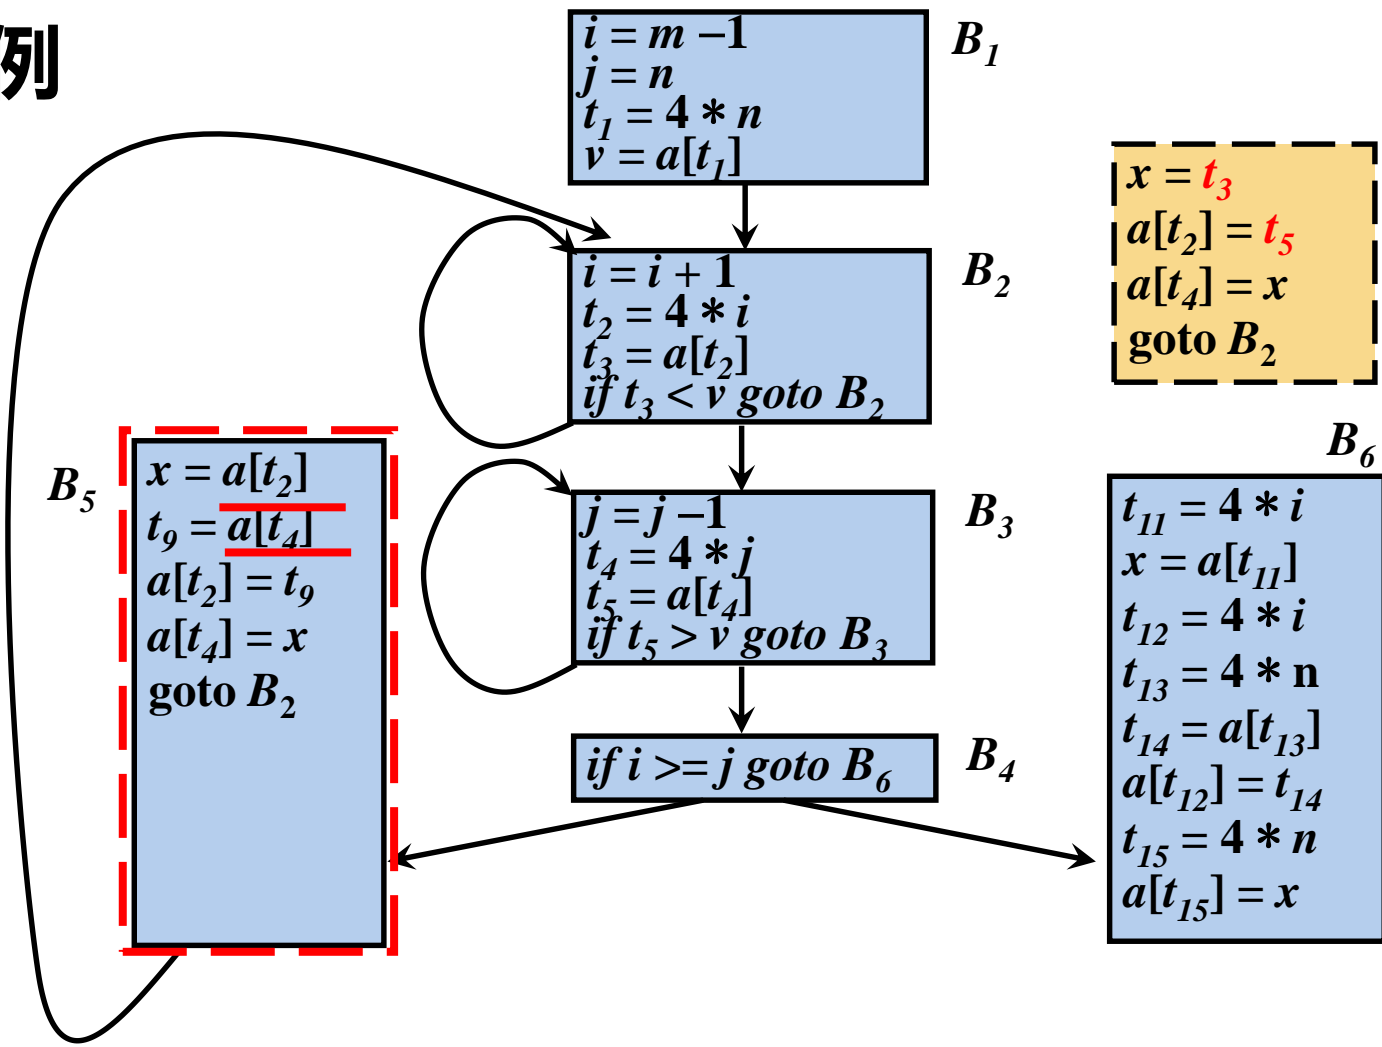 例
i = m −1
j = n
t₁ = 4 * n
v = a[t₁]
B₁
i = i + 1
t₂ = 4 * i
t₃ = a[t₂]
if t₃ < v goto B₂
B₂
x = t₃
a[t₂] = t₅
a[t₄] = x
goto B₂
B₅
x = a[t₂]
t₉ = a[t₄]
a[t₂] = t₉
a[t₄] = x
goto B₂
j = j −1
t₄ = 4 * j
t₅ = a[t₄]
if t₅ > v goto B₃
B₃
if i >= j goto B₆
B₄
B₆
t₁₁ = 4 * i
x = a[t₁₁]
t₁₂ = 4 * i
t₁₃ = 4 * n
t₁₄ = a[t₁₃]
a[t₁₂] = t₁₄
t₁₅ = 4 * n
a[t₁₅] = x